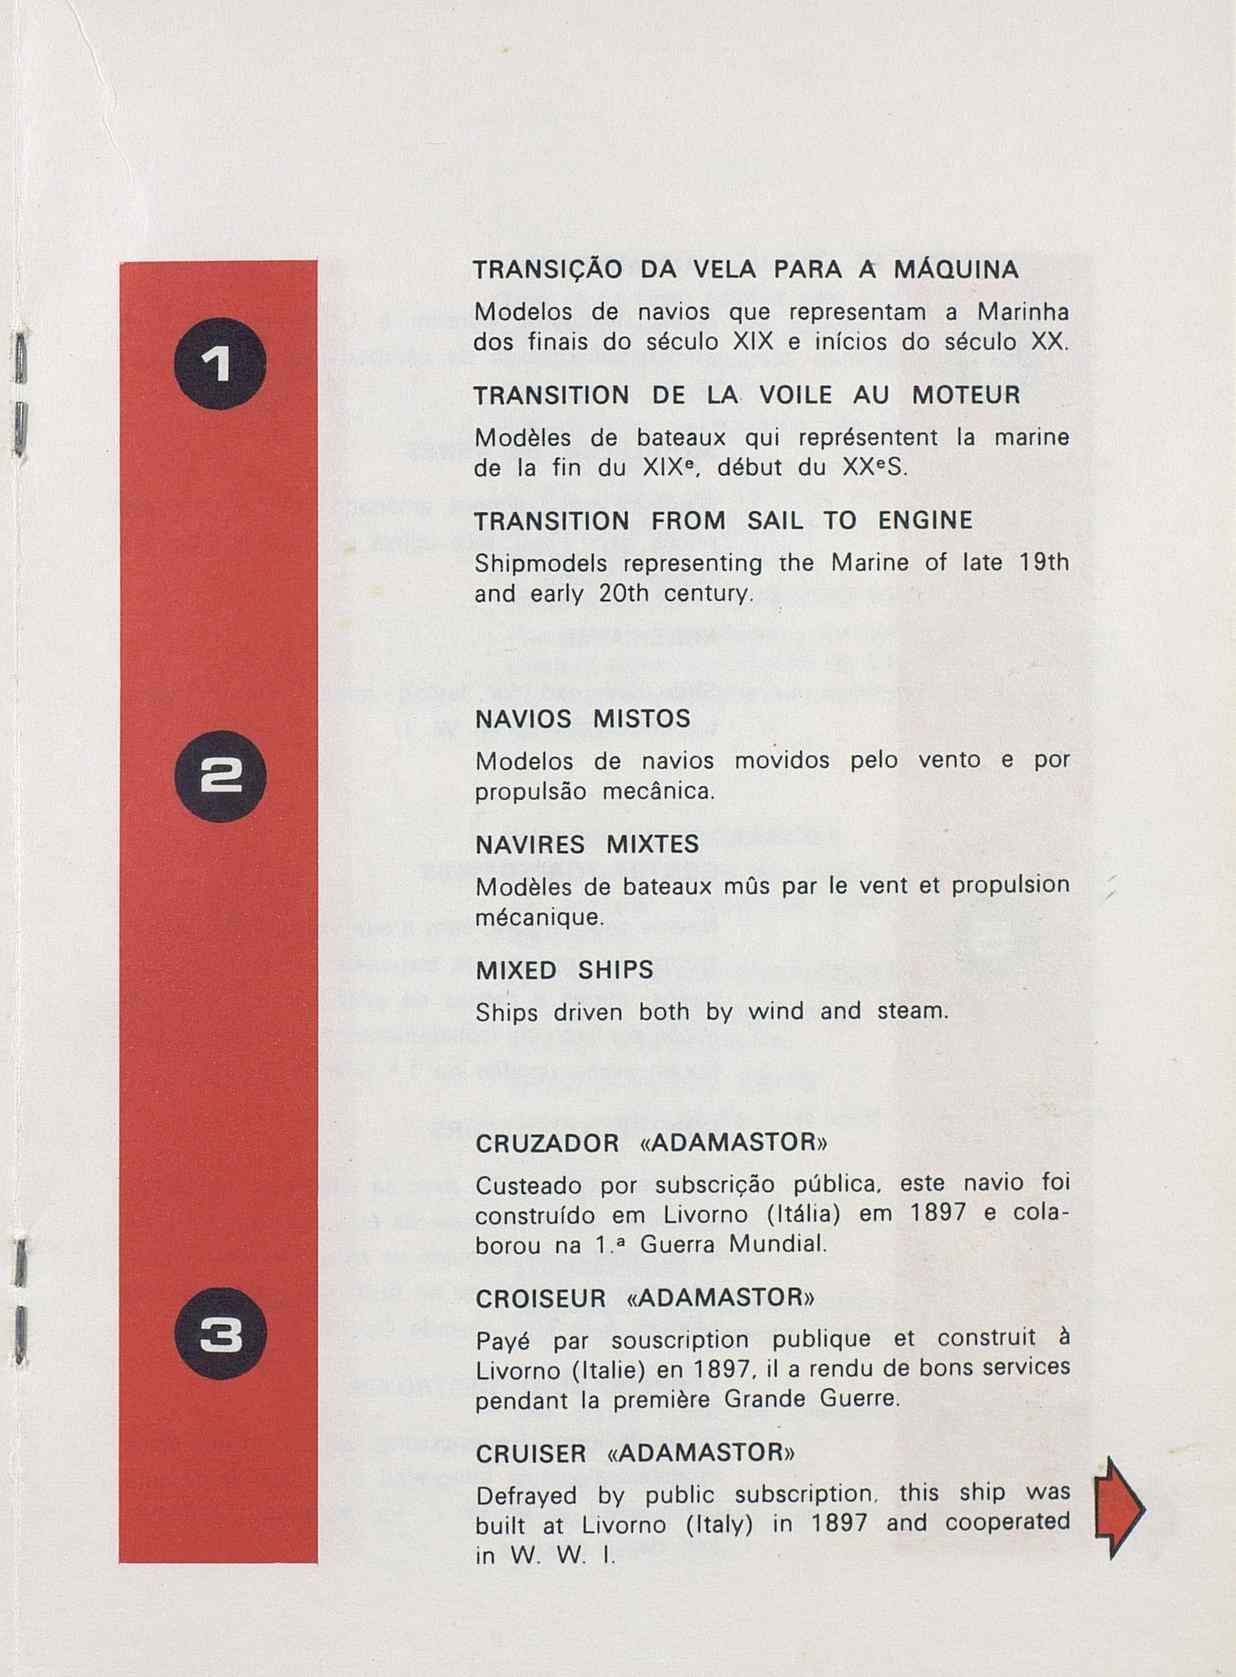 1
TRANSIÇÃO DA VELA PARA A MÁQUINA
Modelos de navios que representam a Marinha
dos finais do século XIX e inícios do século XX.
TRANSITION DE LA VOILE AU MOTEUR
Modèles de bateaux qui représentent la marine
de la fin du XIXᵉ, début du XXᵉS.
TRANSITION FROM SAIL TO ENGINE
Shipmodels representing the Marine of late 19th
and early 20th century.
2
NAVIOS MISTOS
Modelos de navios movidos pelo vento e por
propulsão mecânica.
NAVIRES MIXTES
Modèles de bateaux mûs par le vent et propulsion
mécanique.
MIXED SHIPS
Ships driven both by wind and steam.
3
CRUZADOR «ADAMASTOR»
Custeado por subscrição pública, este navio foi
construído em Livorno (Itália) em 1897 e cola-
borou na 1.ª Guerra Mundial.
CROISEUR «ADAMASTOR»
Payé par souscription publique et construit à
Livorno (Italie) en 1897, il a rendu de bons services
pendant la première Grande Guerre.
CRUISER «ADAMASTOR»
Defrayed by public subscription, this ship was
built at Livorno (Italy) in 1897 and cooperated
in W. W. I.